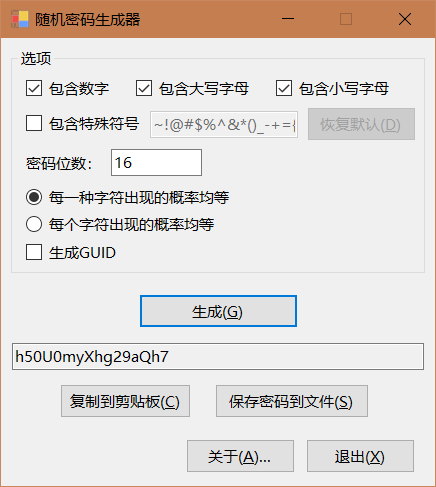 随机密码生成器
选项
包含数字 包含大写字母 包含小写字母
包含特殊符号 ~!@#$%^&*()_-+= 恢复默认(D)
密码位数： 16
每一种字符出现的概率均等
每个字符出现的概率均等
生成GUID
生成(G)
h50U0myXhg29aQh7
复制到剪贴板(C) 保存密码到文件(S)
关于(A)... 退出(X)